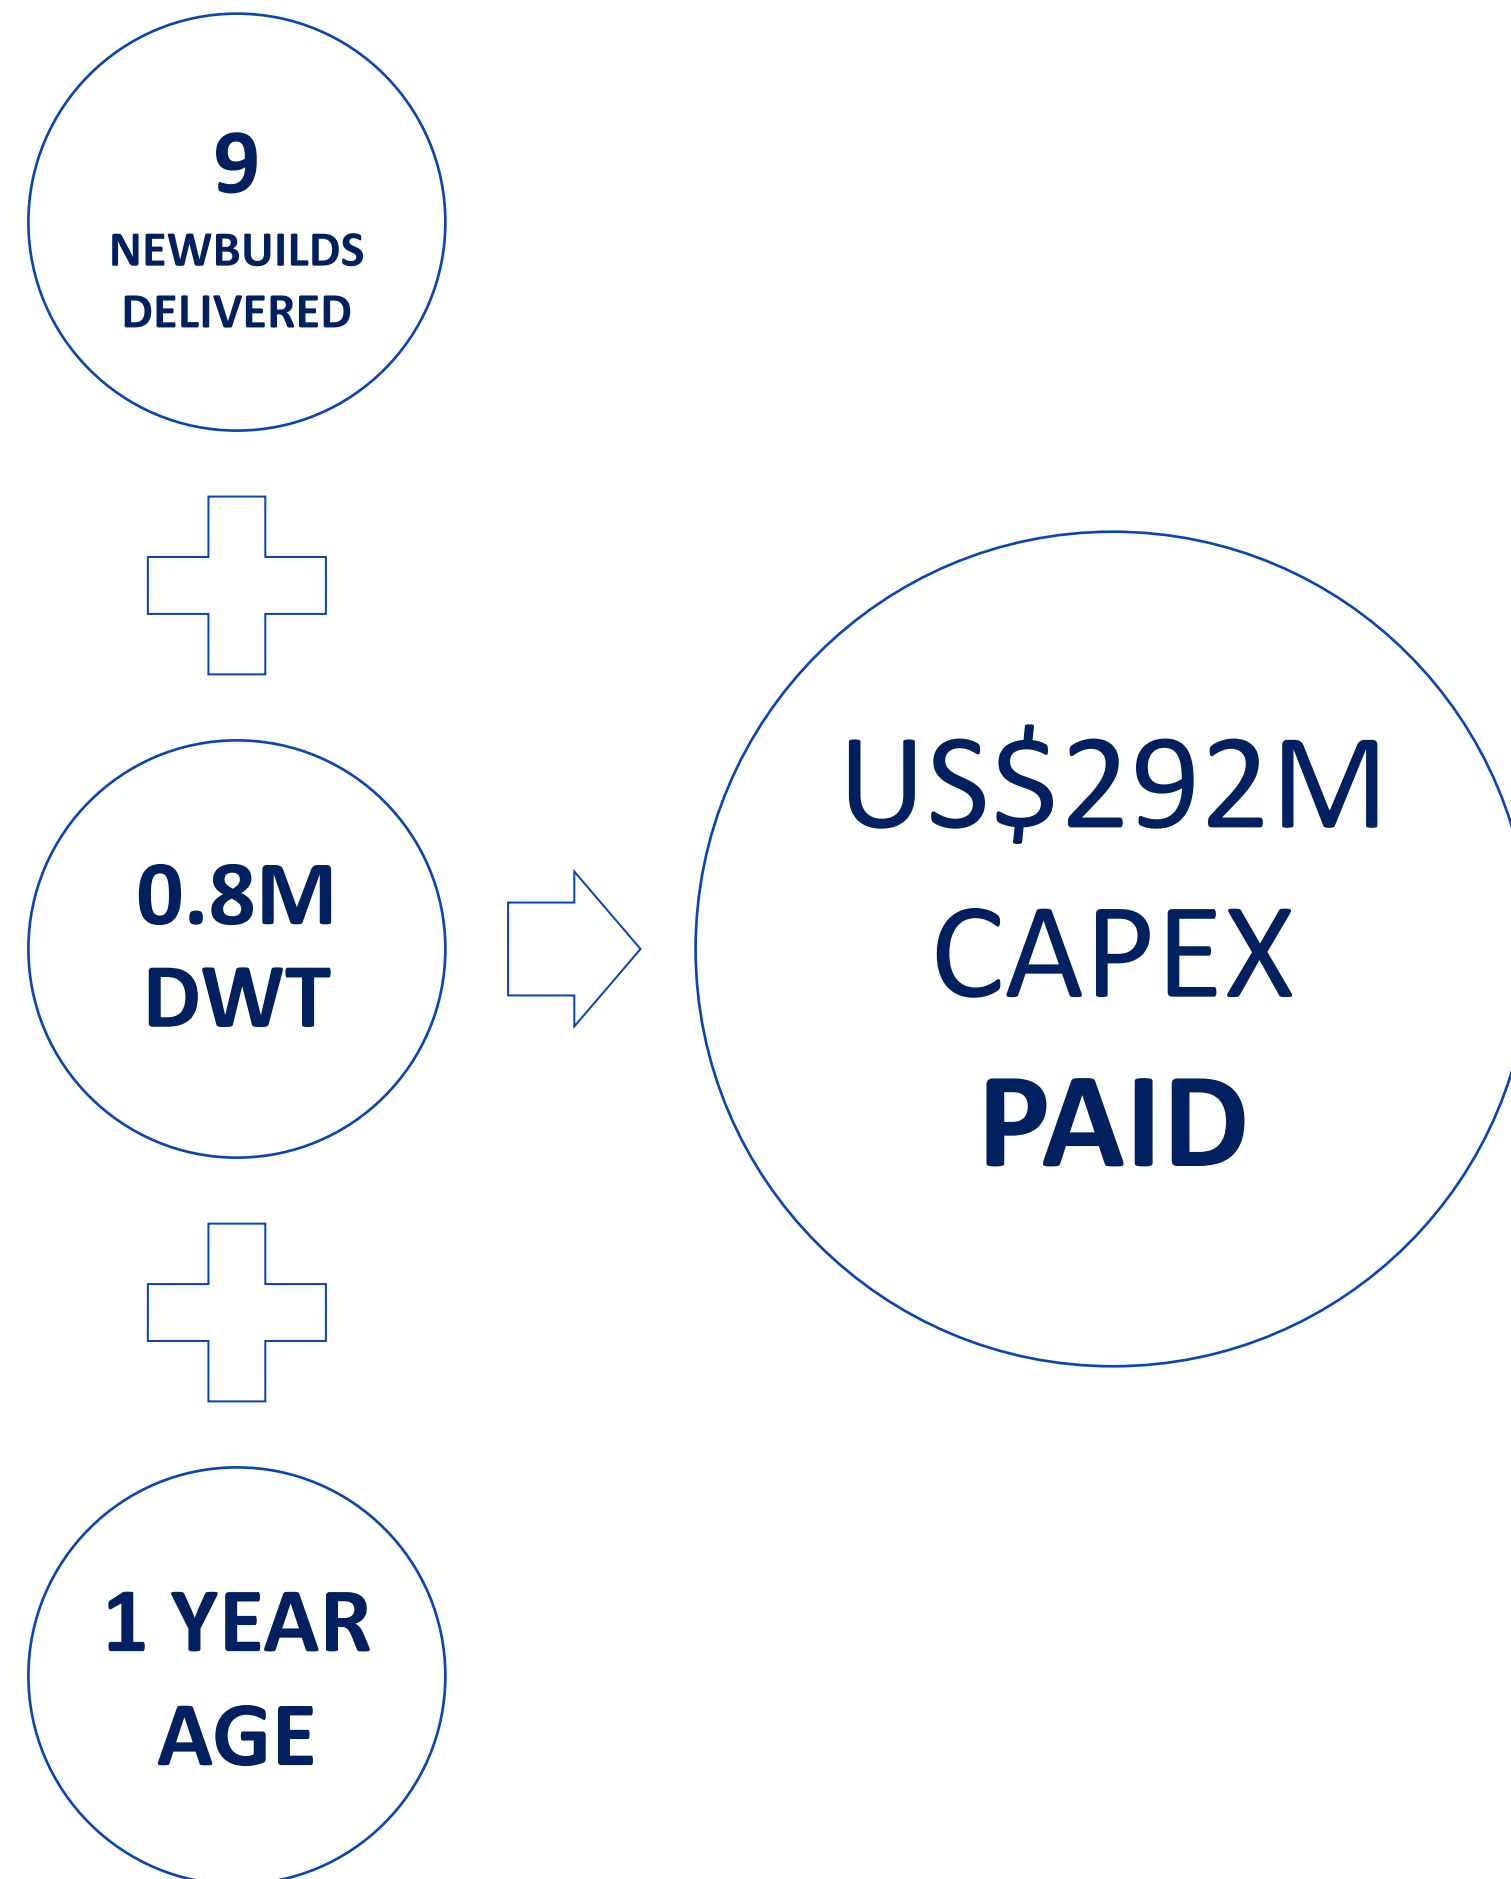 9
NEWBUILDS
DELIVERED
0.8M
DWT
1 YEAR
AGE
US$292M
CAPEX
PAID